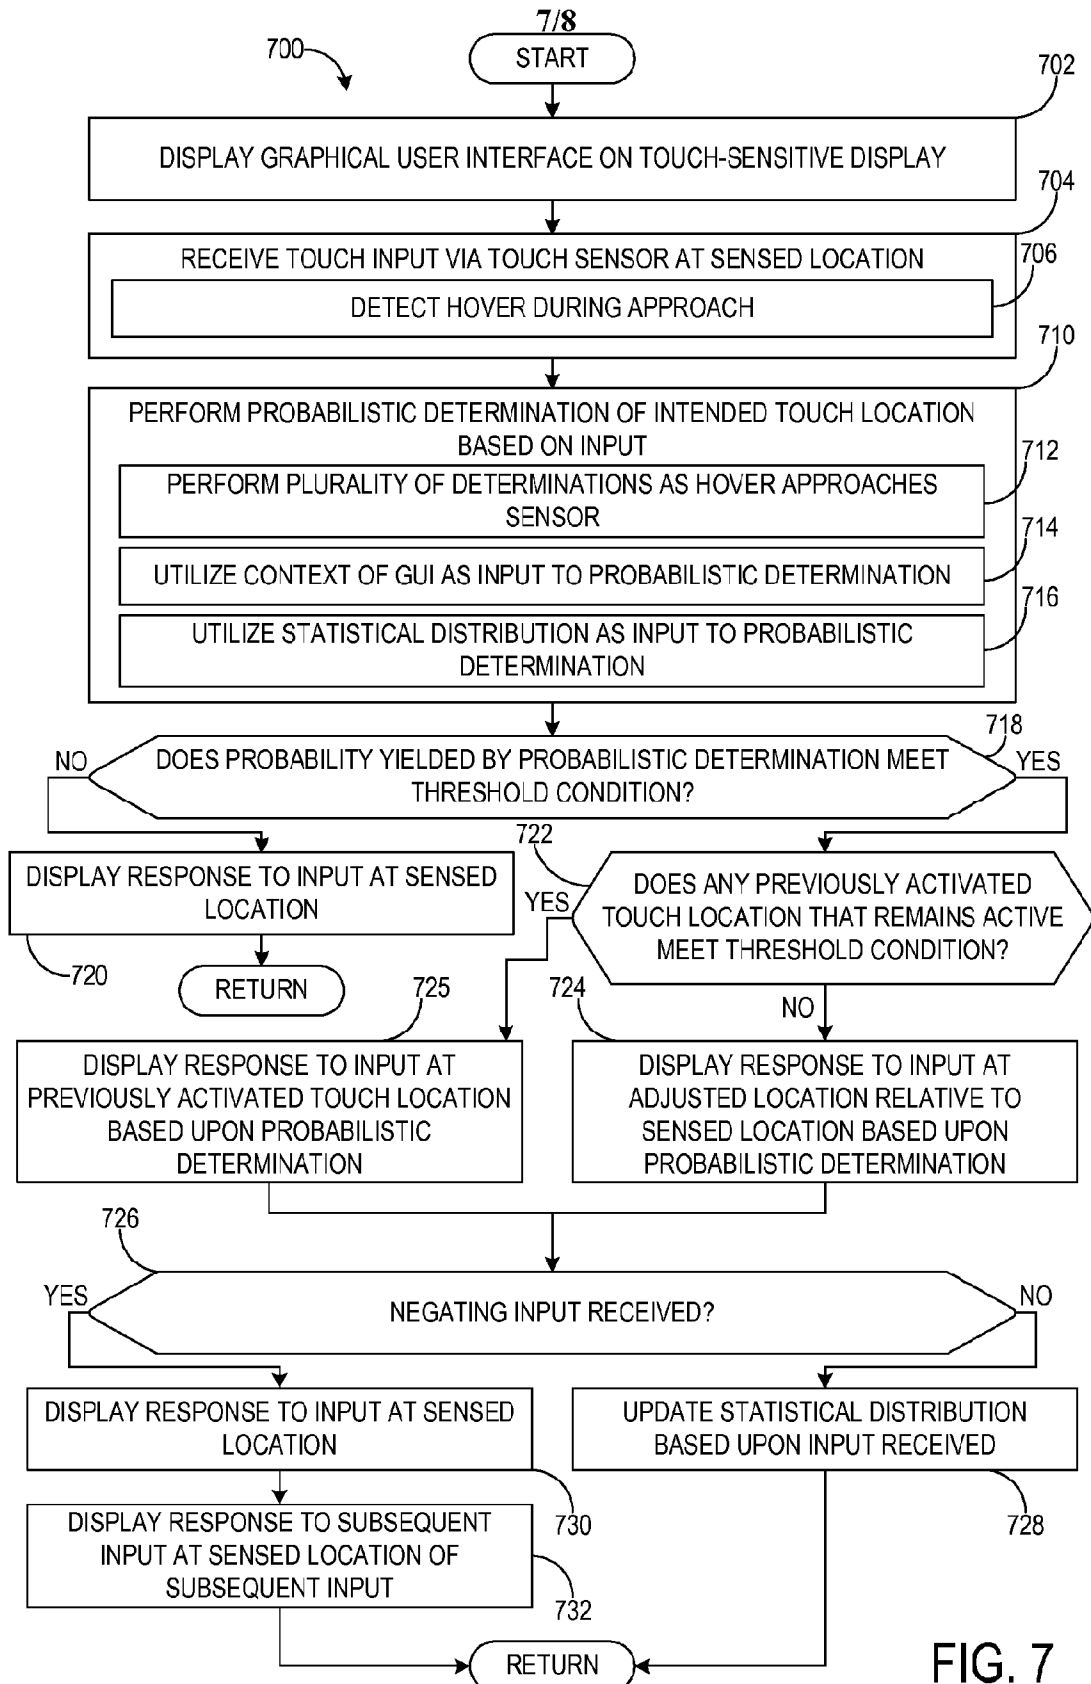 7/8
700
START
702
DISPLAY GRAPHICAL USER INTERFACE ON TOUCH-SENSITIVE DISPLAY
704
RECEIVE TOUCH INPUT VIA TOUCH SENSOR AT SENSED LOCATION
706
DETECT HOVER DURING APPROACH
710
PERFORM PROBABILISTIC DETERMINATION OF INTENDED TOUCH LOCATION
BASED ON INPUT
712
PERFORM PLURALITY OF DETERMINATIONS AS HOVER APPROACHES
SENSOR
714
UTILIZE CONTEXT OF GUI AS INPUT TO PROBABILISTIC DETERMINATION
716
UTILIZE STATISTICAL DISTRIBUTION AS INPUT TO PROBABILISTIC
DETERMINATION
718
NO
DOES PROBABILITY YIELDED BY PROBABILISTIC DETERMINATION MEET
THRESHOLD CONDITION?
YES
722
DISPLAY RESPONSE TO INPUT AT SENSED
LOCATION
720
RETURN
YES
DOES ANY PREVIOUSLY ACTIVATED
TOUCH LOCATION THAT REMAINS ACTIVE
MEET THRESHOLD CONDITION?
NO
725
DISPLAY RESPONSE TO INPUT AT
PREVIOUSLY ACTIVATED TOUCH LOCATION
BASED UPON PROBABILISTIC
DETERMINATION
724
DISPLAY RESPONSE TO INPUT AT
ADJUSTED LOCATION RELATIVE TO
SENSED LOCATION BASED UPON
PROBABILISTIC DETERMINATION
726
YES
NEGATING INPUT RECEIVED?
NO
DISPLAY RESPONSE TO INPUT AT SENSED
LOCATION
730
UPDATE STATISTICAL DISTRIBUTION
BASED UPON INPUT RECEIVED
728
DISPLAY RESPONSE TO SUBSEQUENT
INPUT AT SENSED LOCATION OF
SUBSEQUENT INPUT
732
RETURN
FIG. 7